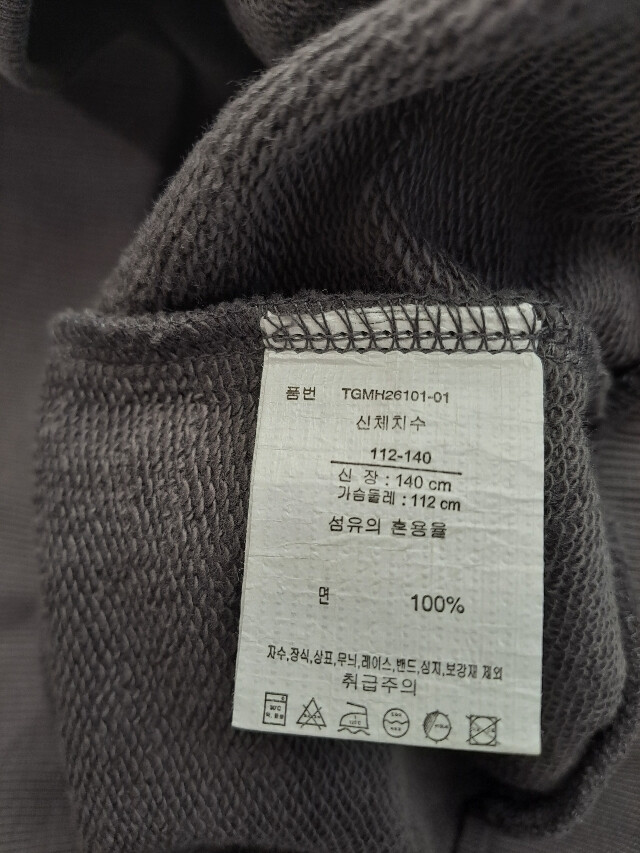 품번 TGMH26101-01
신체치수
112-140
신 장 : 140 cm
가슴둘레 : 112 cm
섬유의 혼용율
면 100%
자수,장식,상표,무늬,레이스,밴드,심지,보강재 제외
취급주의